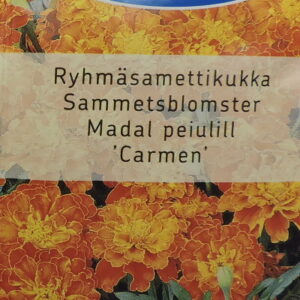 Ryhmäsamettikukka
Sammetsblomster
Madal peiulill
'Carmen'